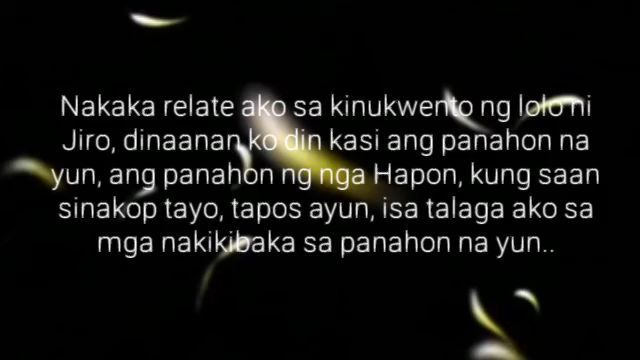 Nakaka relate ako sa kinukwento ng lolo ni
Jiro, dinaanan ko din kasi ang panahon na
yun, ang panahon ng nga Hapon, kung saan
sinakop tayo, tapos ayun, isa talaga ako sa
mga nakikibaka sa panahon na yun..